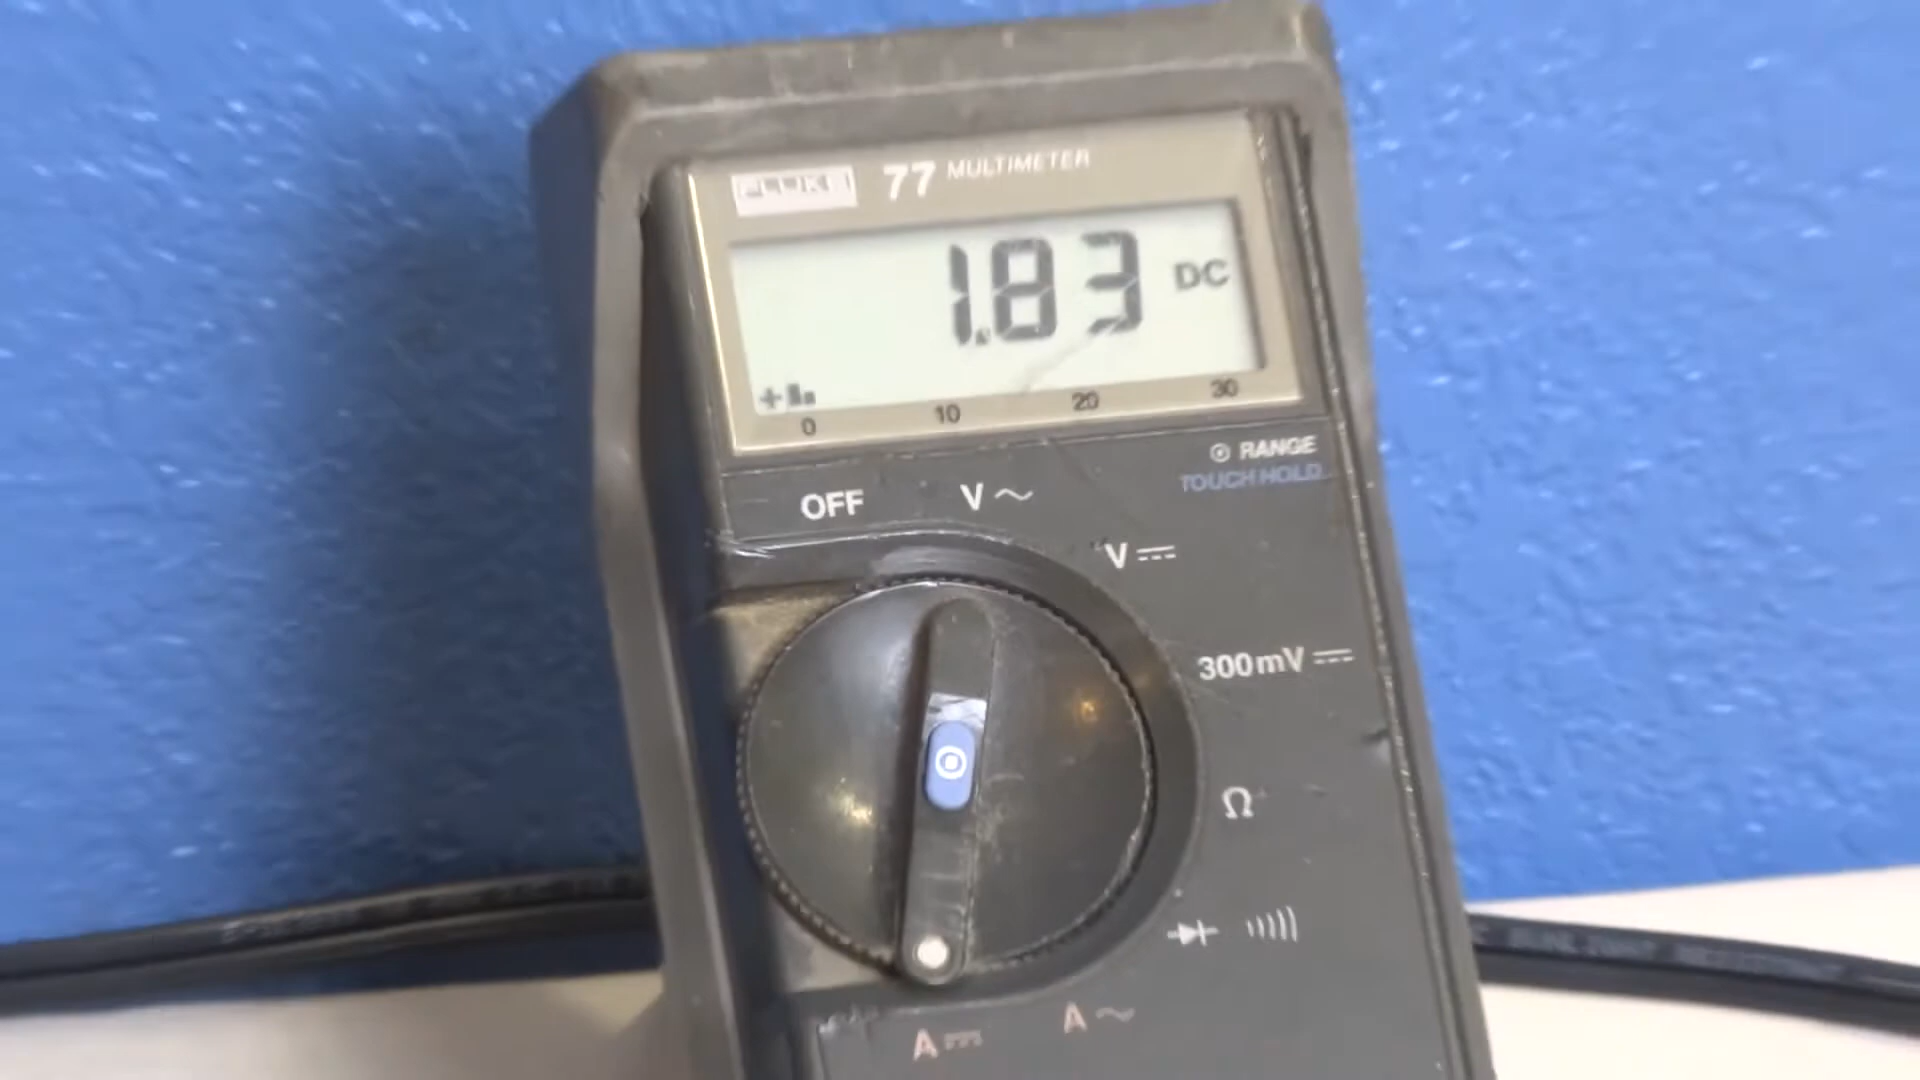 FLUKE 77 MULTIMETER
1.83 DC
0 10 20 30
RANGE
TOUCH HOLD
OFF V~
V
300mV
Ω
A A~